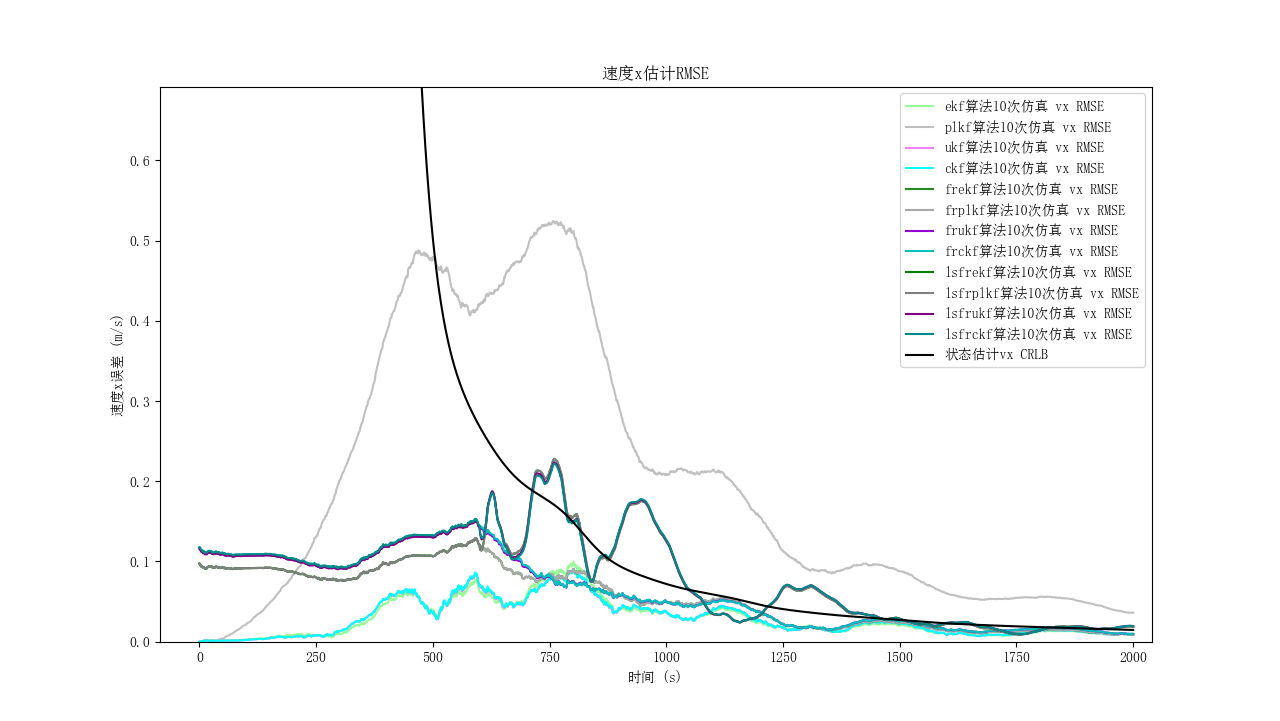 速度x估计RMSE
ekf算法10次仿真 vx RMSE
plkf算法10次仿真 vx RMSE
ukf算法10次仿真 vx RMSE
ckf算法10次仿真 vx RMSE
frekf算法10次仿真 vx RMSE
frplkf算法10次仿真 vx RMSE
frukf算法10次仿真 vx RMSE
frckf算法10次仿真 vx RMSE
lsfrekf算法10次仿真 vx RMSE
lsfrplkf算法10次仿真 vx RMSE
lsfrukf算法10次仿真 vx RMSE
lsfrckf算法10次仿真 vx RMSE
状态估计vx CRLB
速度x误差 (m/s)
0.6
0.5
0.4
0.3
0.2
0.1
0.0
0 250 500 750 1000 1250 1500 1750 2000
时间 (s)